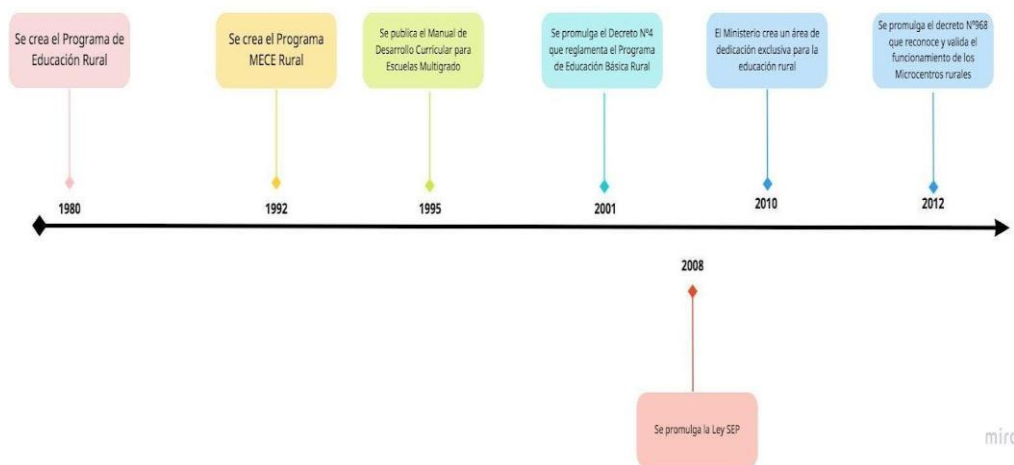 Se crea el Programa de
Educación Rural
Se crea el Programa
MECE Rural
Se publica el Manual de
Desarrollo Curricular para
Escuelas Multigrado
Se promulga el Decreto Nº4
que reglamenta el Programa
de Educación Básica Rural
El Ministerio crea un área de
dedicación exclusiva para la
educación rural
Se promulga el decreto Nº968
que reconoce y valida el
funcionamiento de los
Microcentros rurales
1980
1992
1995
2001
2010
2012
2008
Se promulga la Ley SEP
miro